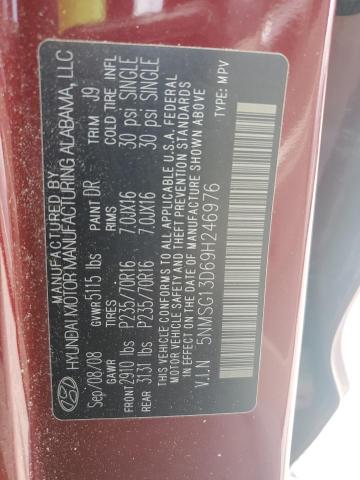 MANUFACTURED BY
HYUNDAI MOTOR MANUFACTURING ALABAMA, LLC
Sep/08/08 GVWR 5115 lbs PAINT DR TRIM J9
GAWR TIRES RIMS COLD TIRE INFL
FRONT 2910 lbs P235/70R16 7.0JX16 30 psi SINGLE
REAR 3131 lbs P235/70R16 7.0JX16 30 psi SINGLE
THIS VEHICLE CONFORMS TO ALL APPLICABLE U.S.A. FEDERAL
MOTOR VEHICLE SAFETY AND THEFT PREVENTION STANDARDS
IN EFFECT ON THE DATE OF MANUFACTURE SHOWN ABOVE
V.I.N 5NMSG13D69H246976 TYPE: MPV